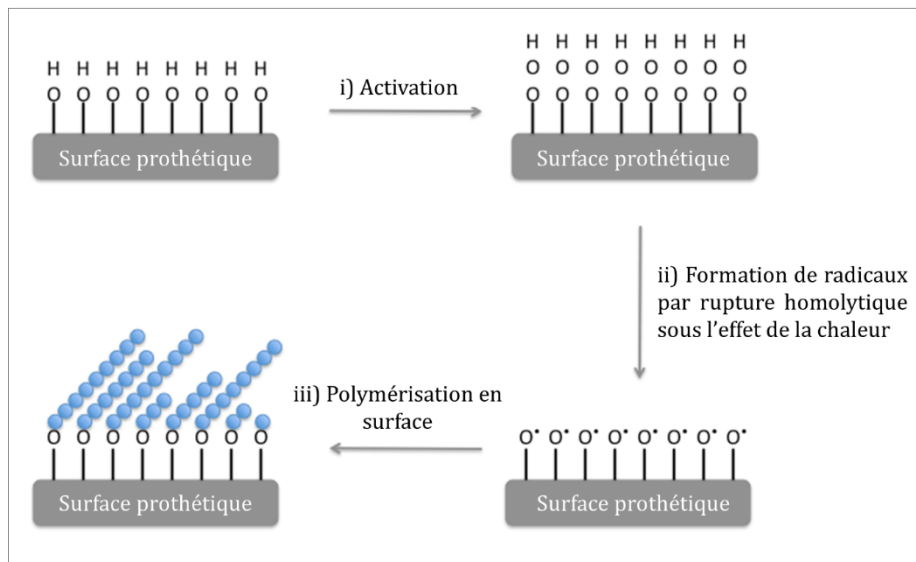 H H H H H H H H
O O O O O O O O
Surface prothétique
i) Activation
H H H H H H H H
O O O O O O O O
O O O O O O O O
Surface prothétique
ii) Formation de radicaux
par rupture homolytique
sous l'effet de la chaleur
O• O• O• O• O• O• O• O•
Surface prothétique
iii) Polymérisation en
surface
O O O O O O O O
Surface prothétique